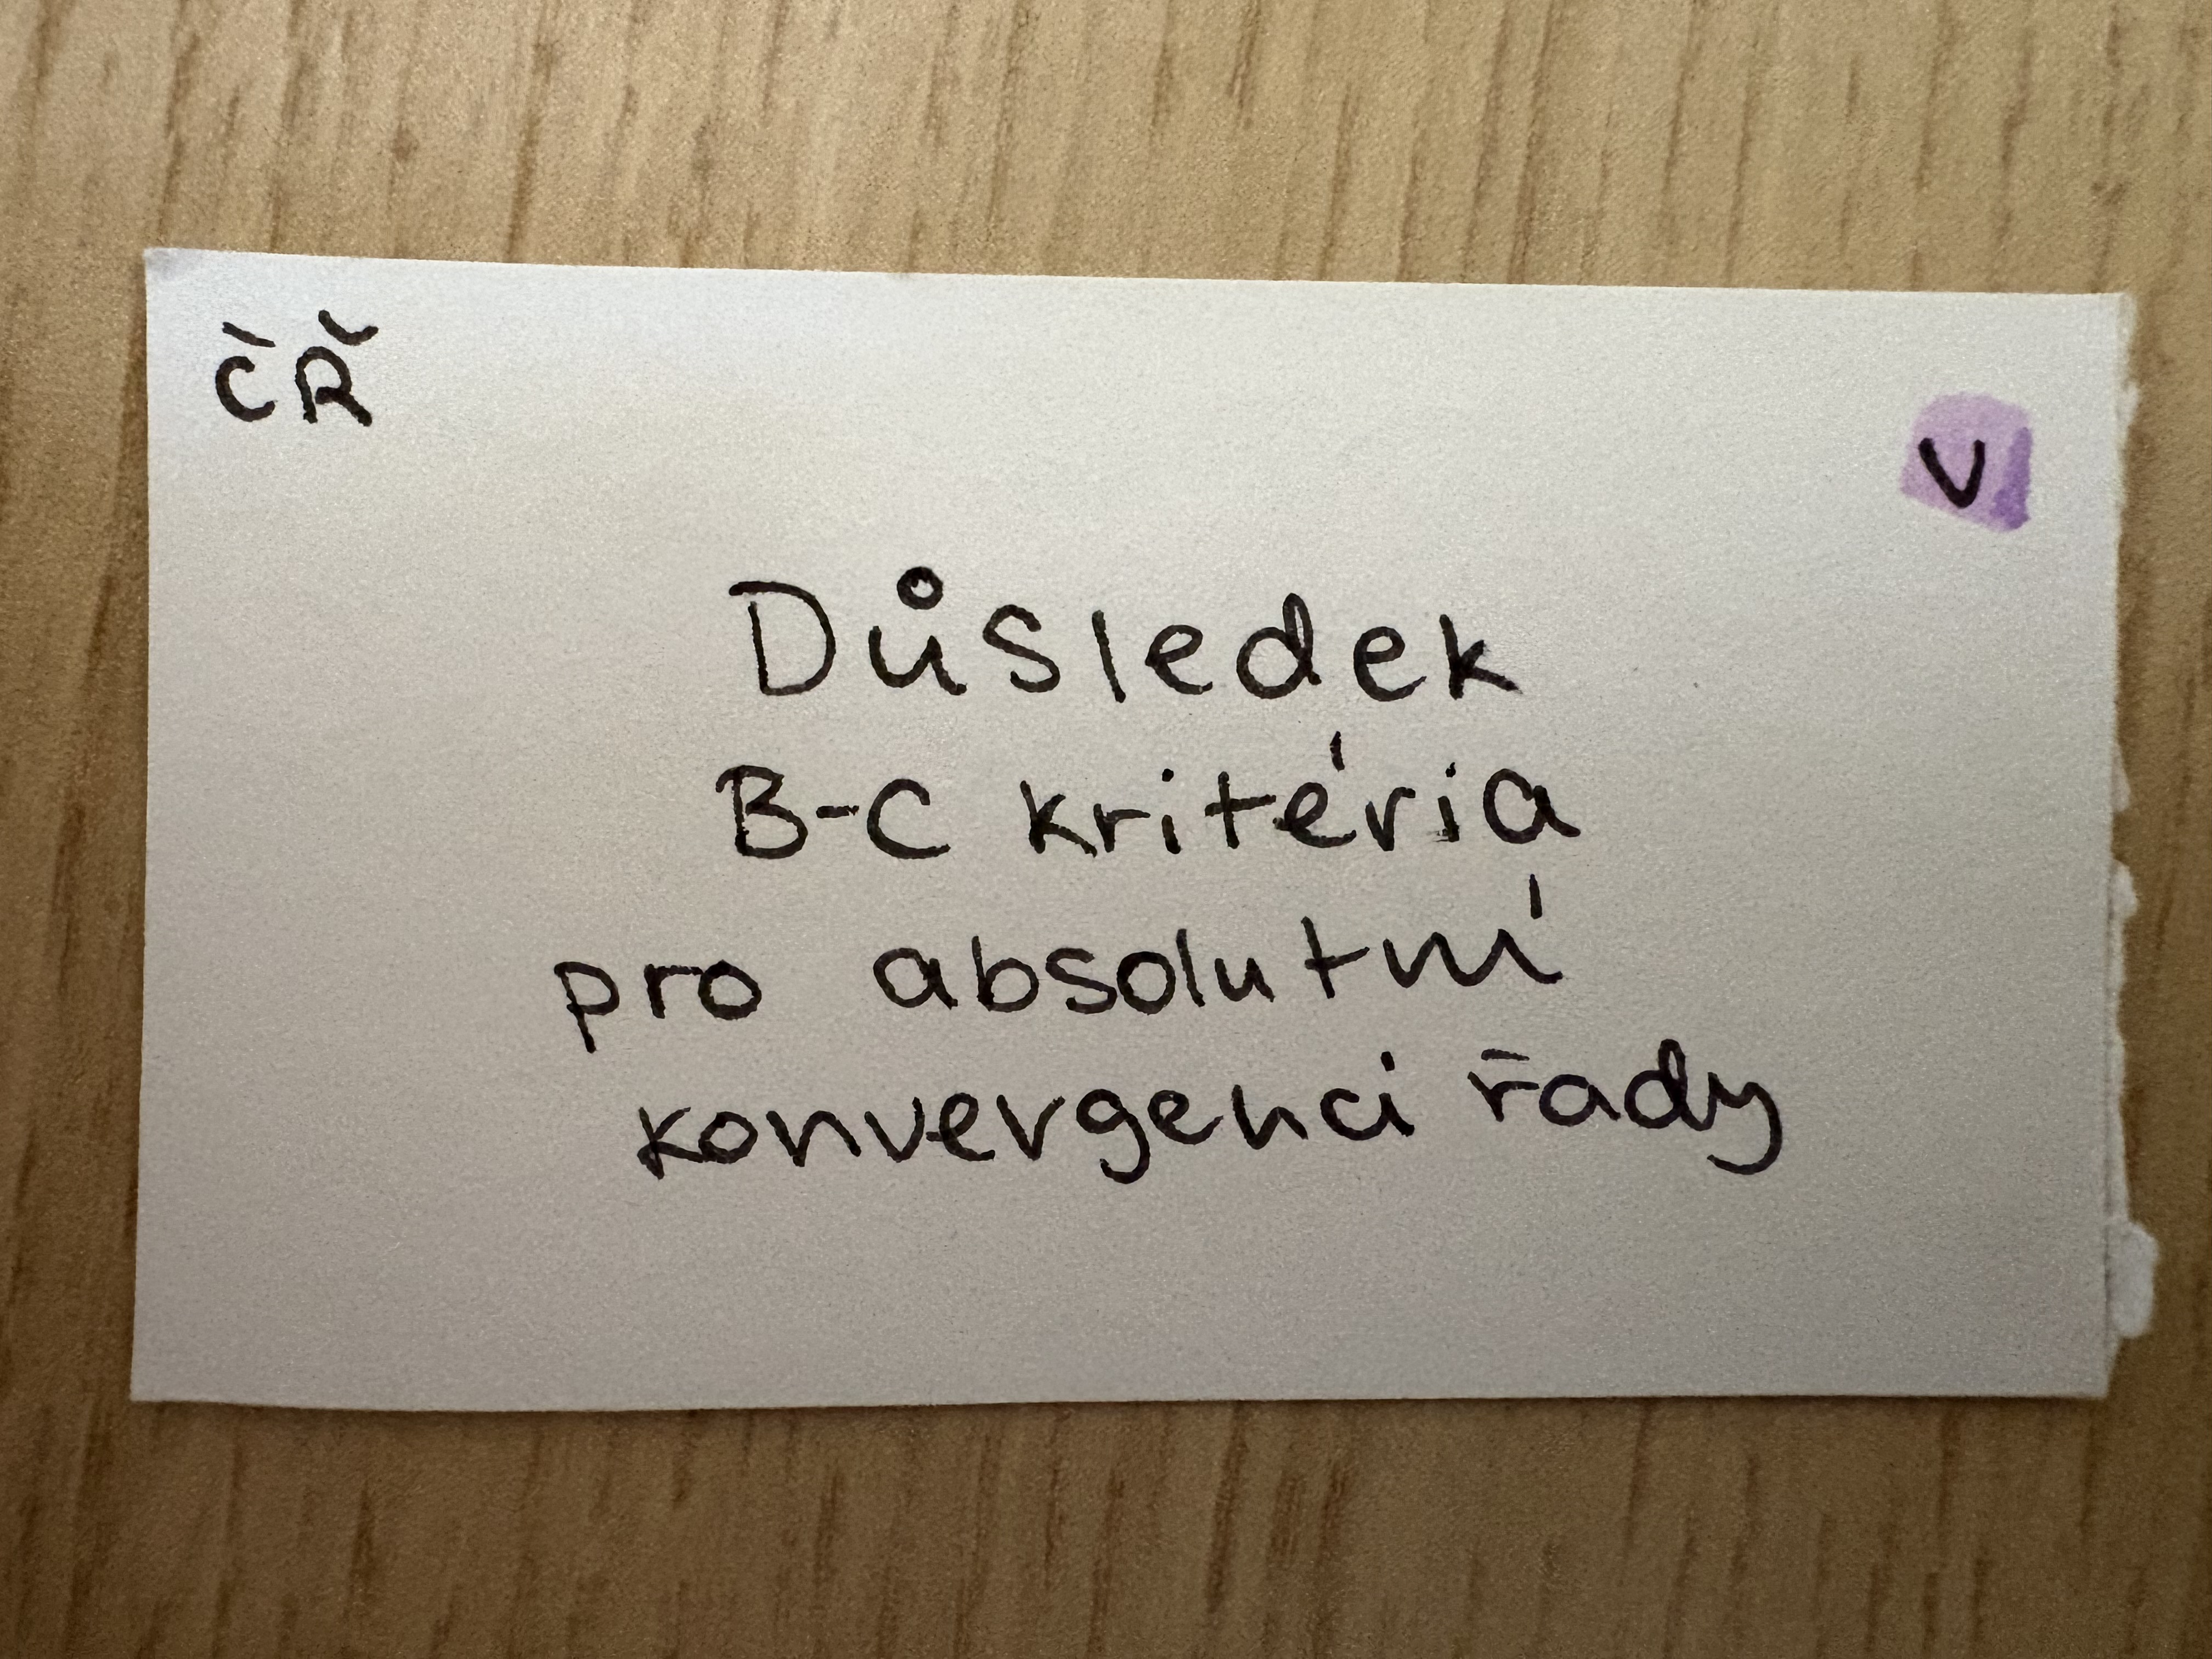 ČŘ
V
Důsledek
B-C kritéria
pro absolutní
konvergenci řady